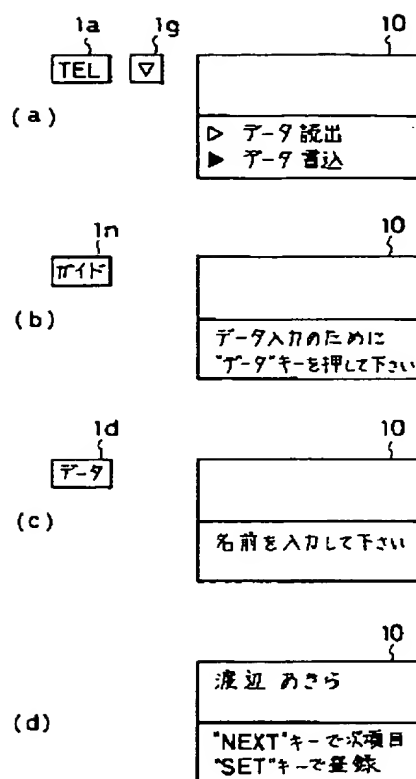 1a 1g 10
TEL ▽
(a)
▷ データ読出
▶ データ書込
1n 10
ガイド
(b)
データ入力のために
"データ"キーを押して下さい
1d 10
データ
(c)
名前を入力して下さい
10
渡辺 あきら
(d)
"NEXT"キーで次項目
"SET"キーで登録